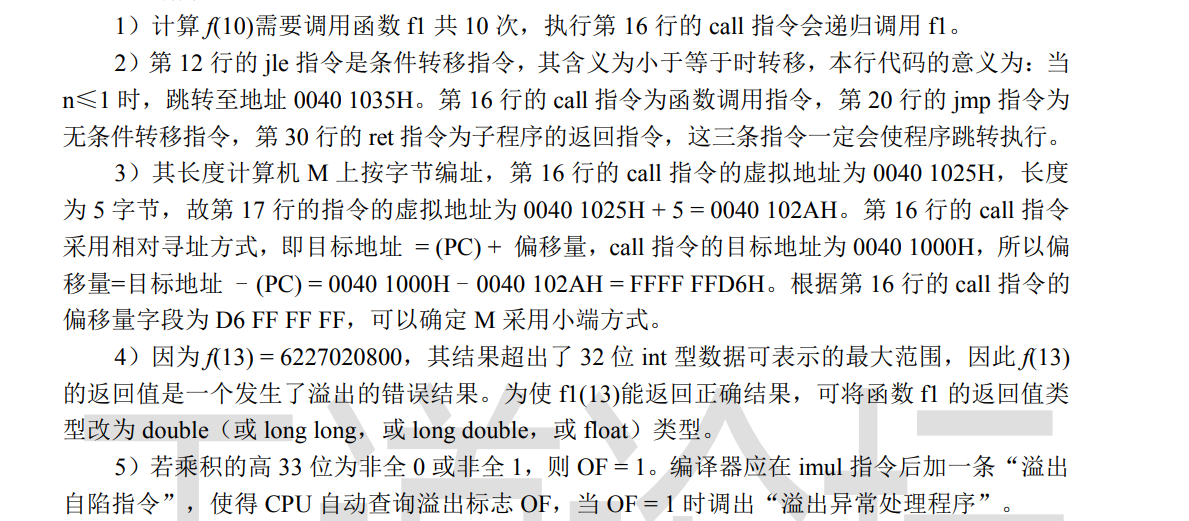 1）计算 f(10)需要调用函数 f1 共 10 次，执行第 16 行的 call 指令会递归调用 f1。
2）第 12 行的 jle 指令是条件转移指令，其含义为小于等于时转移，本行代码的意义为：当
n≤1 时，跳转至地址 0040 1035H。第 16 行的 call 指令为函数调用指令，第 20 行的 jmp 指令为
无条件转移指令，第 30 行的 ret 指令为子程序的返回指令，这三条指令一定会使程序跳转执行。
3）其长度计算机 M 上按字节编址，第 16 行的 call 指令的虚拟地址为 0040 1025H，长度
为 5 字节，故第 17 行的指令的虚拟地址为 0040 1025H + 5 = 0040 102AH。第 16 行的 call 指令
采用相对寻址方式，即目标地址 = (PC) + 偏移量，call 指令的目标地址为 0040 1000H，所以偏
移量=目标地址 － (PC) = 0040 1000H－0040 102AH = FFFF FFD6H。根据第 16 行的 call 指令的
偏移量字段为 D6 FF FF FF，可以确定 M 采用小端方式。
4）因为 f(13) = 6227020800，其结果超出了 32 位 int 型数据可表示的最大范围，因此 f(13)
的返回值是一个发生了溢出的错误结果。为使 f1(13)能返回正确结果，可将函数 f1 的返回值类
型改为 double（或 long long，或 long double，或 float）类型。
5）若乘积的高 33 位为非全 0 或非全 1，则 OF = 1。编译器应在 imul 指令后加一条“溢出
自陷指令”，使得 CPU 自动查询溢出标志 OF，当 OF = 1 时调出“溢出异常处理程序”。